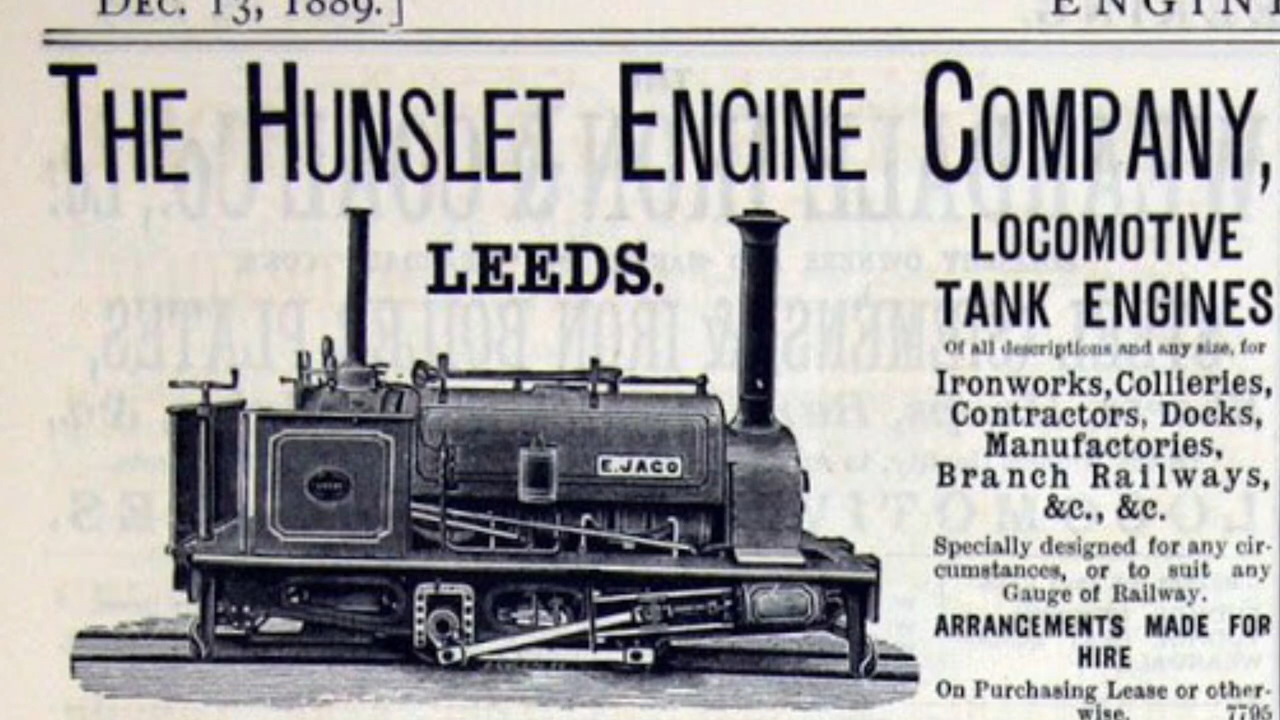 DEC. 13, 1889.]
ENGIN
THE HUNSLET ENGINE COMPANY,
LEEDS.
E.JACO
LOCOMOTIVE
TANK ENGINES
Of all descriptions and any size, for
Ironworks, Collieries,
Contractors, Docks,
Manufactories,
Branch Railways,
&c., &c.
Specially designed for any cir-
cumstances, or to suit any
Gauge of Railway.
ARRANGEMENTS MADE FOR
HIRE
On Purchasing Lease or other-
wise. 7795